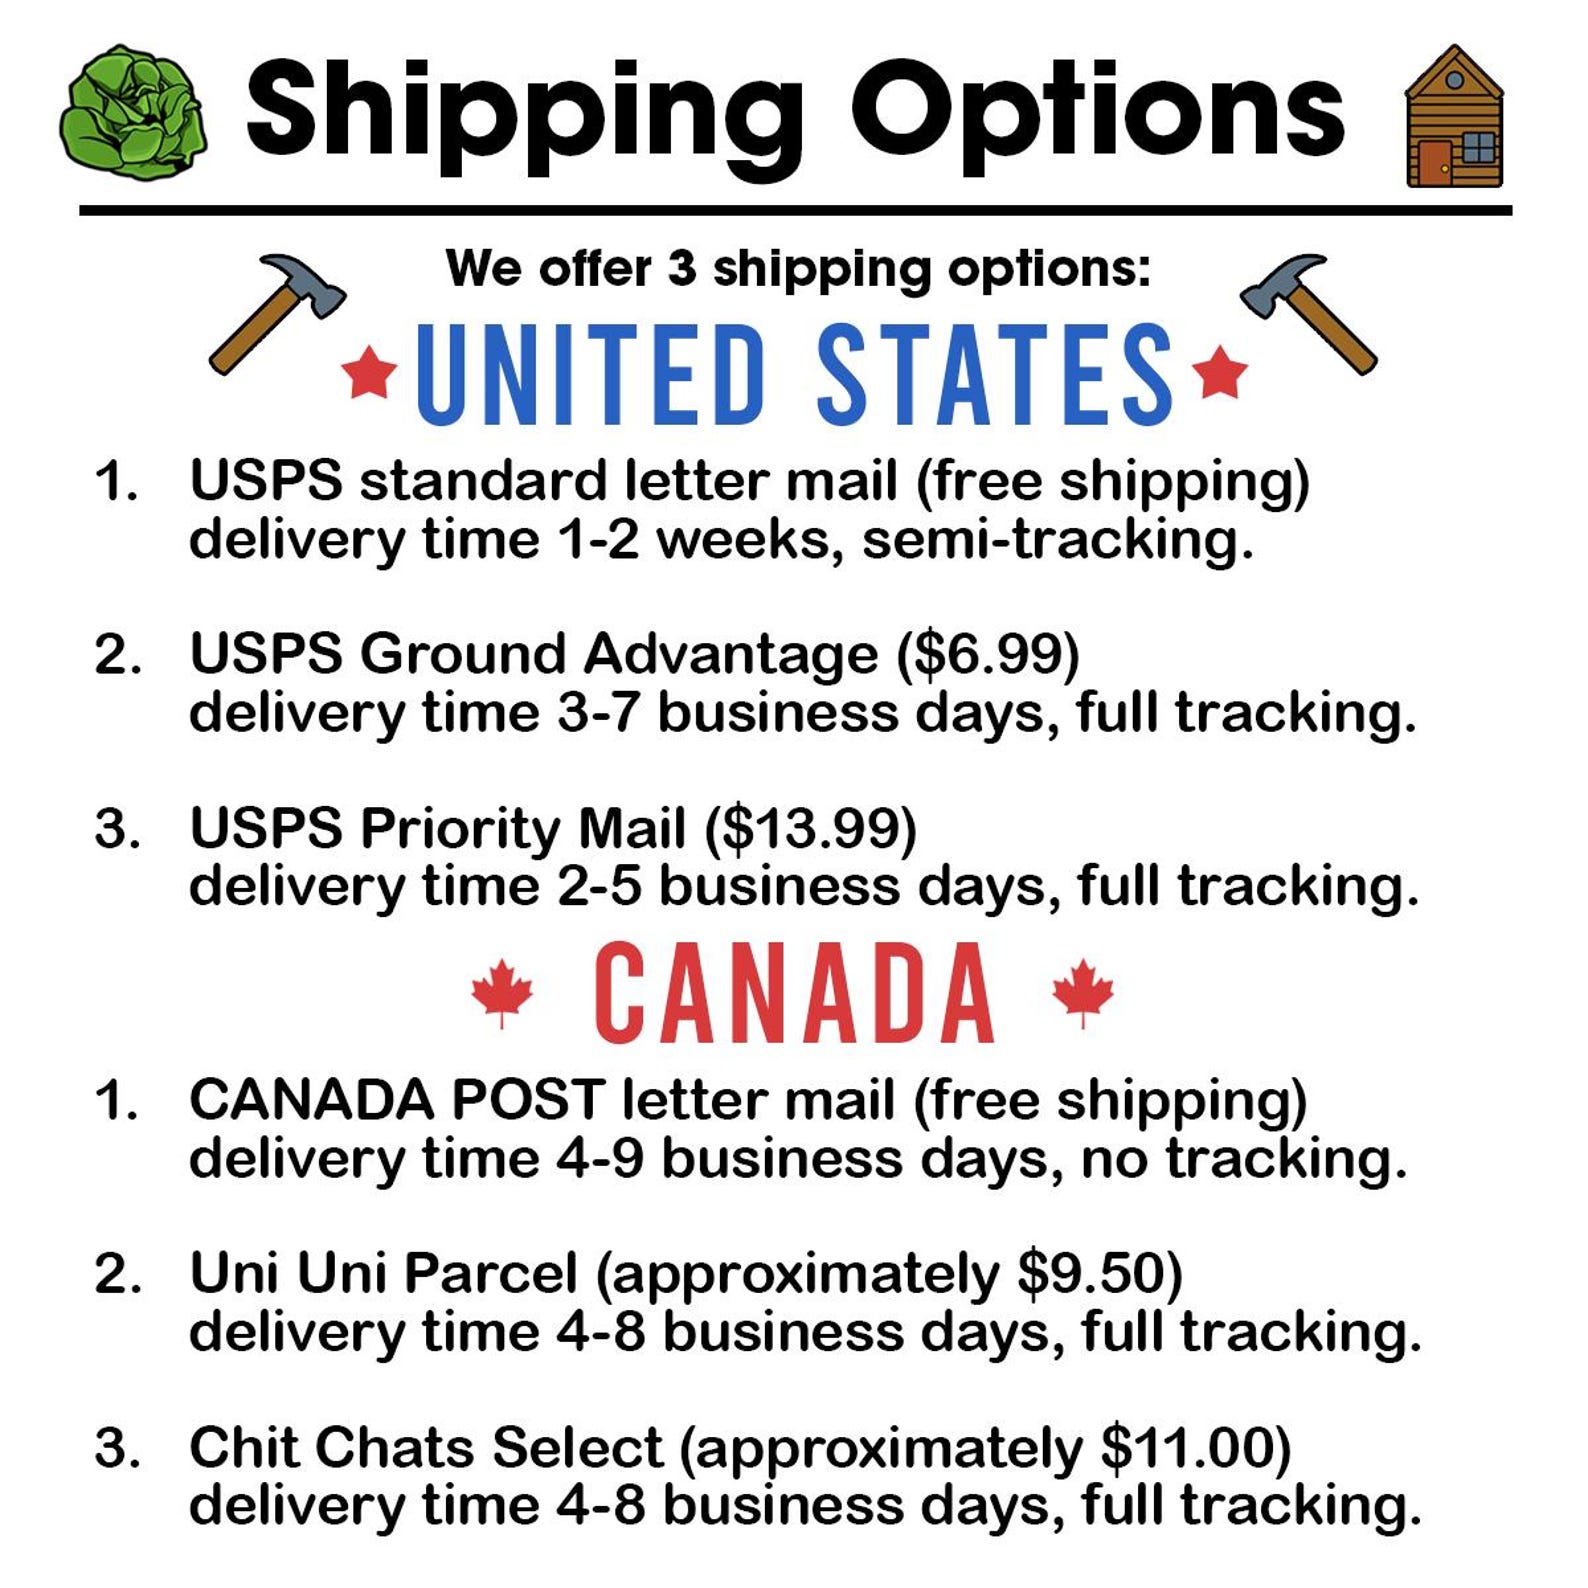 Shipping Options
We offer 3 shipping options:
UNITED STATES
1. USPS standard letter mail (free shipping)
delivery time 1-2 weeks, semi-tracking.
2. USPS Ground Advantage ($6.99)
delivery time 3-7 business days, full tracking.
3. USPS Priority Mail ($13.99)
delivery time 2-5 business days, full tracking.
CANADA
1. CANADA POST letter mail (free shipping)
delivery time 4-9 business days, no tracking.
2. Uni Uni Parcel (approximately $9.50)
delivery time 4-8 business days, full tracking.
3. Chit Chats Select (approximately $11.00)
delivery time 4-8 business days, full tracking.